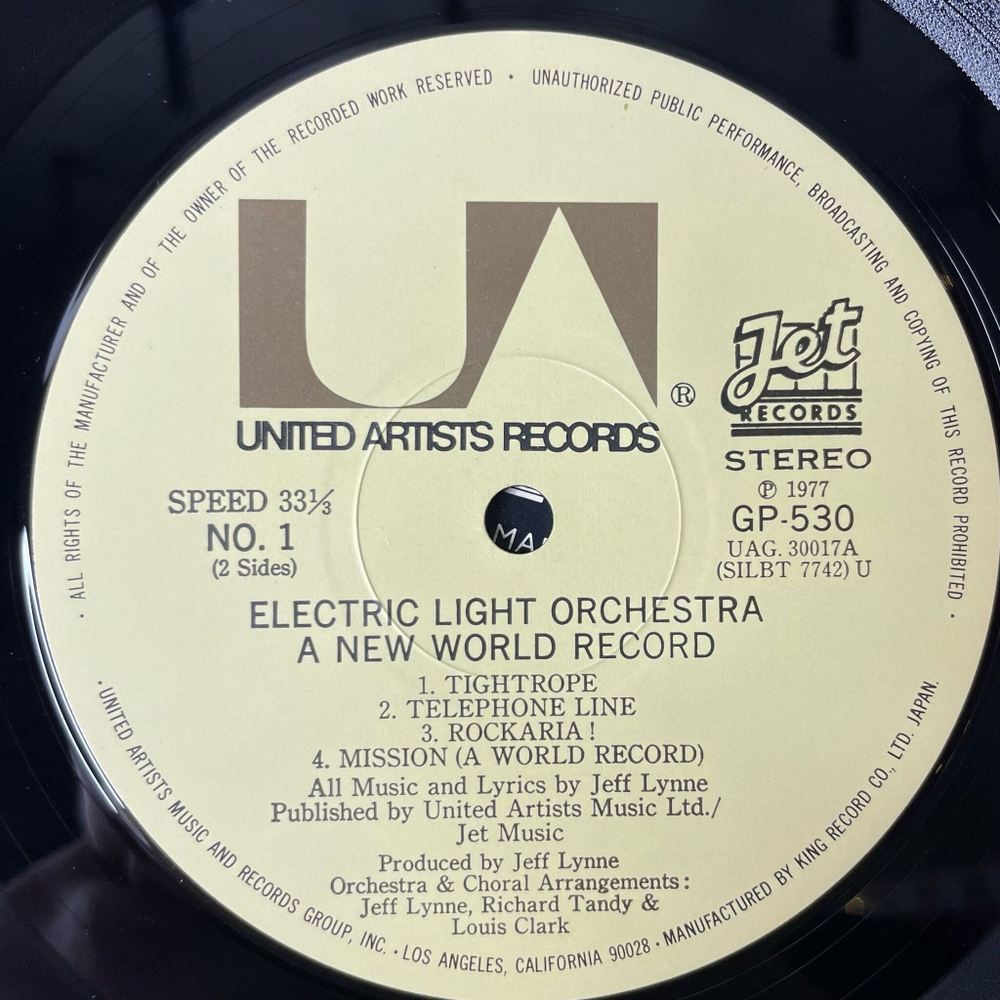 · ALL RIGHTS OF THE MANUFACTURER AND OF THE OWNER OF THE RECORDED WORK RESERVED · UNAUTHORIZED PUBLIC PERFORMANCE, BROADCASTING AND COPYING OF THIS RECORD PROHIBITED ·
UA
®
UNITED ARTISTS RECORDS
Jet
RECORDS
STEREO
SPEED 33⅓
NO. 1
(2 Sides)
℗ 1977
GP-530
UAG. 30017A
(SILBT 7742) U
MA
ELECTRIC LIGHT ORCHESTRA
A NEW WORLD RECORD
1. TIGHTROPE
2. TELEPHONE LINE
3. ROCKARIA!
4. MISSION (A WORLD RECORD)
All Music and Lyrics by Jeff Lynne
Published by United Artists Music Ltd./
Jet Music
Produced by Jeff Lynne
Orchestra & Choral Arrangements:
Jeff Lynne, Richard Tandy &
Louis Clark
· UNITED ARTISTS MUSIC AND RECORDS GROUP, INC. · LOS ANGELES, CALIFORNIA 90028 · MANUFACTURED BY KING RECORD CO., LTD. JAPAN.